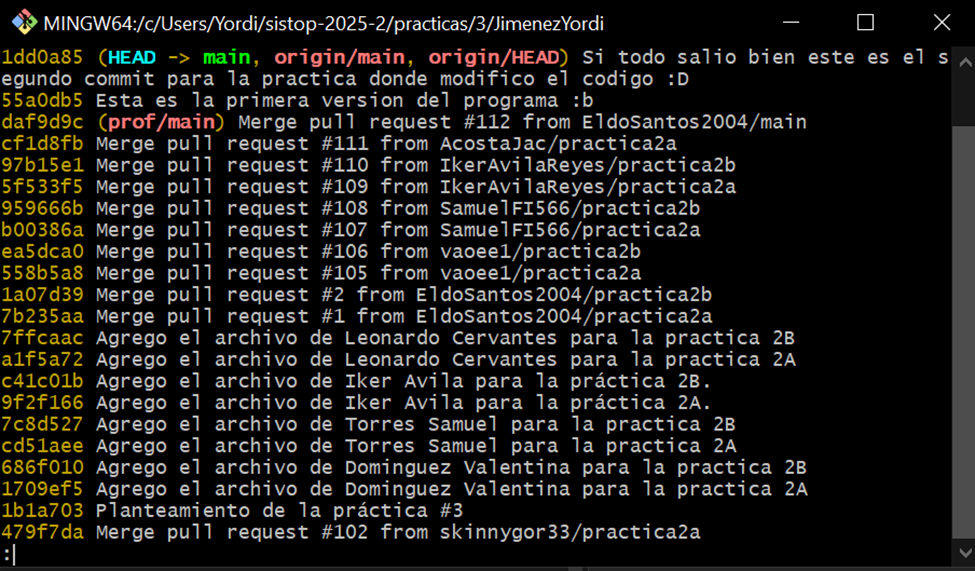 MINGW64:/c/Users/Yordi/sistop-2025-2/practicas/3/JimenezYordi
1dd0a85 (HEAD -> main, origin/main, origin/HEAD) Si todo salio bien este es el s
egundo commit para la practica donde modifico el codigo :D
55a0db5 Esta es la primera version del programa :b
daf9d9c (prof/main) Merge pull request #112 from EldoSantos2004/main
cf1d8fb Merge pull request #111 from AcostaJac/practica2a
97b15e1 Merge pull request #110 from IkerAvilaReyes/practica2b
5f533f5 Merge pull request #109 from IkerAvilaReyes/practica2a
959666b Merge pull request #108 from SamuelFI566/practica2b
b00386a Merge pull request #107 from SamuelFI566/practica2a
ea5dca0 Merge pull request #106 from vaoee1/practica2b
558b5a8 Merge pull request #105 from vaoee1/practica2a
1a07d39 Merge pull request #2 from EldoSantos2004/practica2b
7b235aa Merge pull request #1 from EldoSantos2004/practica2a
7ffcaac Agrego el archivo de Leonardo Cervantes para la practica 2B
a1f5a72 Agrego el archivo de Leonardo Cervantes para la practica 2A
c41c01b Agrego el archivo de Iker Avila para la práctica 2B.
9f2f166 Agrego el archivo de Iker Avila para la práctica 2A.
7c8d527 Agrego el archivo de Torres Samuel para la practica 2B
cd51aee Agrego el archivo de Torres Samuel para la practica 2A
686f010 Agrego el archivo de Dominguez Valentina para la practica 2B
1709ef5 Agrego el archivo de Dominguez Valentina para la practica 2A
1b1a703 Planteamiento de la práctica #3
479f7da Merge pull request #102 from skinnygor33/practica2a
: